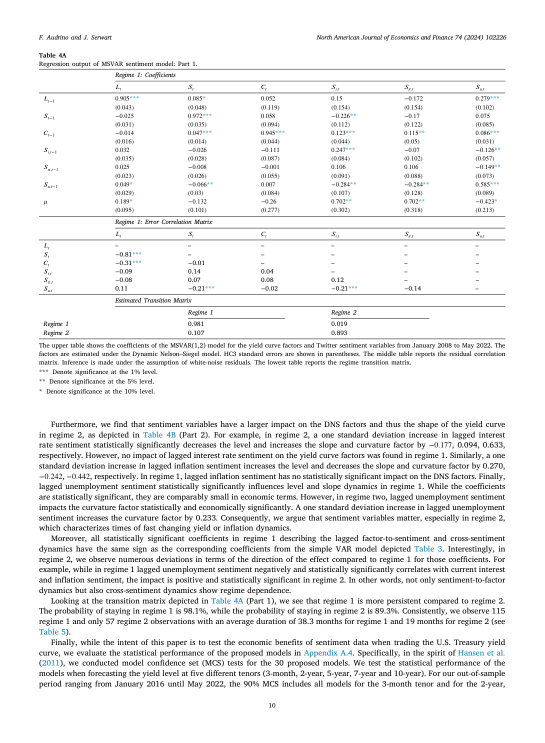 F. Audrino and J. Serwart
North American Journal of Economics and Finance 74 (2024) 102226
Table 4A
Regression output of MSVAR sentiment model: Part 1.
Regime 1: Coefficients
L_t S_t C_t S_{i,t} S_{π,t} S_{u,t}
L_{t−1} 0.905*** 0.085* 0.052 0.15 −0.172 0.279***
(0.043) (0.048) (0.119) (0.154) (0.154) (0.102)
S_{t−1} −0.025 0.972*** 0.058 −0.226** −0.17 0.075
(0.031) (0.035) (0.094) (0.112) (0.122) (0.085)
C_{t−1} −0.014 0.047*** 0.945*** 0.123*** 0.115** 0.086***
(0.016) (0.014) (0.044) (0.044) (0.05) (0.031)
S_{i,t−1} 0.032 −0.026 −0.111 0.247*** −0.07 −0.126**
(0.035) (0.028) (0.087) (0.084) (0.102) (0.057)
S_{π,t−1} 0.025 −0.008 −0.001 0.106 0.106 −0.149**
(0.023) (0.026) (0.055) (0.091) (0.088) (0.073)
S_{u,t−1} 0.049* −0.066** 0.007 −0.284** −0.284** 0.585***
(0.029) (0.03) (0.084) (0.107) (0.128) (0.105)
μ 0.189* −0.132 −0.26 0.702** 0.702** −0.423*
(0.095) (0.101) (0.277) (0.302) (0.318) (0.213)
Regime 1: Error Correlation Matrix
L_t S_t C_t S_{i,t} S_{π,t} S_{u,t}
L_t – – – – – –
S_t −0.81*** – – – – –
C_t −0.31*** −0.01 – – – –
S_{i,t} −0.09 0.14 0.04 – – –
S_{π,t} −0.08 0.07 0.08 0.12 – –
S_{u,t} 0.11 −0.21*** −0.02 −0.21*** −0.14 –
Estimated Transition Matrix
Regime 1 Regime 2
Regime 1 0.981 0.019
Regime 2 0.107 0.893
The upper table shows the coefficients of the MSVAR(1,2) model for the yield curve factors and Twitter sentiment variables from January 2008 to May 2022. The
factors are estimated under the Dynamic Nelson–Siegel model. HC3 standard errors are shown in parentheses. The middle table reports the residual correlation
matrix. Inference is made under the assumption of white-noise residuals. The lowest table reports the regime transition matrix.
*** Denote significance at the 1% level.
** Denote significance at the 5% level.
* Denote significance at the 10% level.
Furthermore, we find that sentiment variables have a larger impact on the DNS factors and thus the shape of the yield curve
in regime 2, as depicted in Table 4B (Part 2). For example, in regime 2, a one standard deviation increase in lagged interest
rate sentiment statistically significantly decreases the level and increases the slope and curvature factor by −0.177, 0.094, 0.633,
respectively. However, no impact of lagged interest rate sentiment on the yield curve factors was found in regime 1. Similarly, a one
standard deviation increase in lagged inflation sentiment increases the level and decreases the slope and curvature factor by 0.270,
−0.242, −0.442, respectively. In regime 1, lagged inflation sentiment has no statistically significant impact on the DNS factors. Finally,
lagged unemployment sentiment statistically significantly influences level and slope dynamics in regime 1. While the coefficients
are statistically significant, they are comparably small in economic terms. However, in regime two, lagged unemployment sentiment
impacts the curvature factor statistically and economically significantly. A one standard deviation increase in lagged unemployment
sentiment increases the curvature factor by 0.233. Consequently, we argue that sentiment variables matter, especially in regime 2,
which characterizes times of fast changing yield or inflation dynamics.
Moreover, all statistically significant coefficients in regime 1 describing the lagged factor-to-sentiment and cross-sentiment
dynamics have the same sign as the corresponding coefficients from the simple VAR model depicted Table 3. Interestingly, in
regime 2, we observe numerous deviations in terms of the direction of the effect compared to regime 1 for those coefficients. For
example, while in regime 1 lagged unemployment sentiment negatively and statistically significantly correlates with current interest
and inflation sentiment, the impact is positive and statistically significant in regime 2. In other words, not only sentiment-to-factor
dynamics but also cross-sentiment dynamics show regime dependence.
Looking at the transition matrix depicted in Table 4A (Part 1), we see that regime 1 is more persistent compared to regime 2.
The probability of staying in regime 1 is 98.1%, while the probability of staying in regime 2 is 89.3%. Consistently, we observe 115
regime 1 and only 57 regime 2 observations with an average duration of 38.3 months for regime 1 and 19 months for regime 2 (see
Table 5).
Finally, while the intent of this paper is to test the economic benefits of sentiment data when trading the U.S. Treasury yield
curve, we evaluate the statistical performance of the proposed models in Appendix A.4. Specifically, in the spirit of Hansen et al.
(2011), we conducted model confidence set (MCS) tests for the 30 proposed models. We test the statistical performance of the
models when forecasting the yield level at five different tenors (3-month, 2-year, 5-year, 7-year and 10-year). For our out-of-sample
period ranging from January 2016 until May 2022, the 90% MCS includes all models for the 3-month tenor and for the 2-year,
10